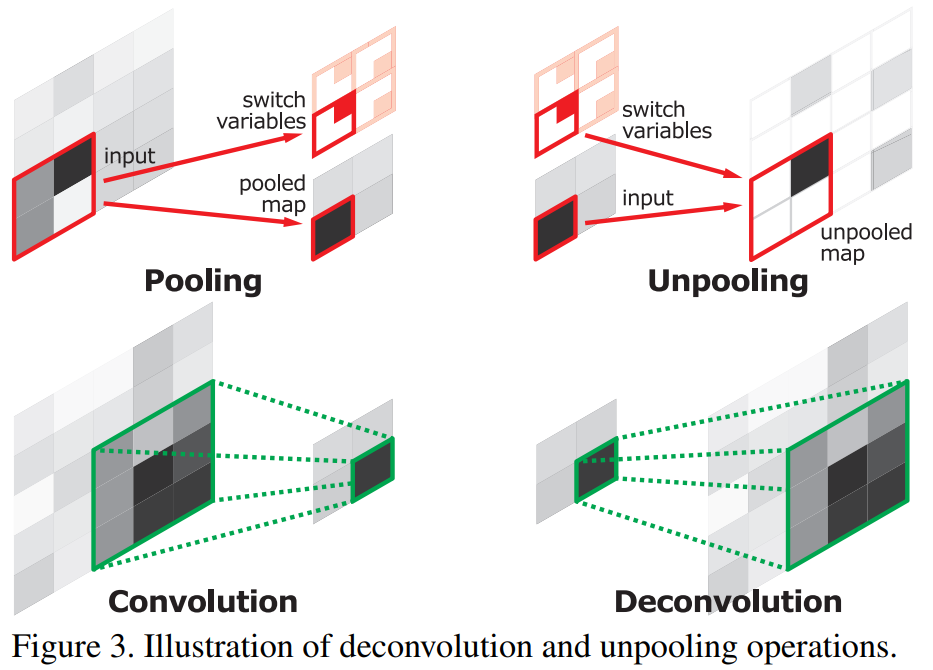 switch
variables
input
pooled
map
Pooling
switch
variables
input
unpooled
map
Unpooling
Convolution
Deconvolution
Figure 3. Illustration of deconvolution and unpooling operations.